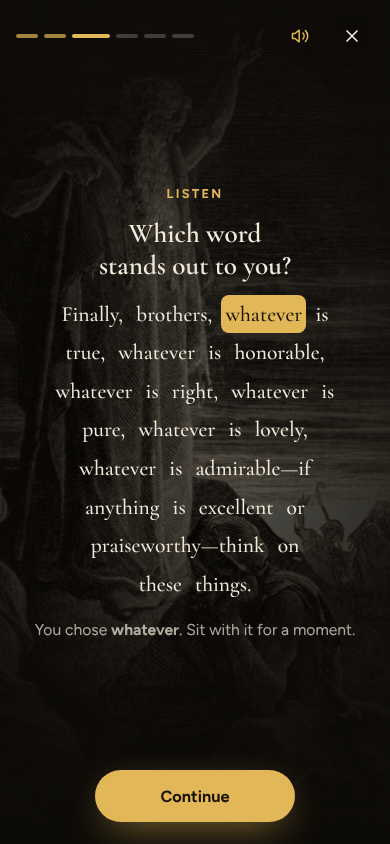 LISTEN
Which word
stands out to you?
Finally, brothers, whatever is
true, whatever is honorable,
whatever is right, whatever is
pure, whatever is lovely,
whatever is admirable—if
anything is excellent or
praiseworthy—think on
these things.
You chose whatever. Sit with it for a moment.
Continue